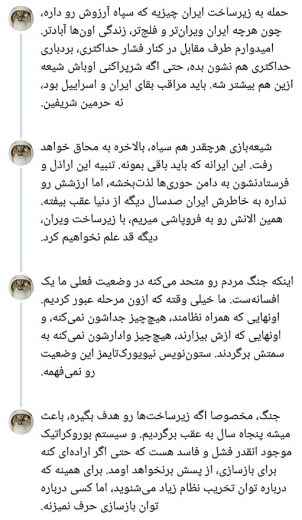 حمله به زیرساخت ایران چیزیه که سپاه آرزوش رو داره،
چون هرچه ایران ویران‌تر و فلج‌تر، زندگی اون‌ها آبادتر.
امیدوارم طرف مقابل در کنار فشار حداکثری، بردباری
حداکثری هم نشون بده، حتی اگه شرپراکنی اوباش شیعه
ازین هم بیشتر شه. باید مراقب بقای ایران و اسراییل بود،
نه حرمین شریفین.
شیعه‌بازی هرچقدر هم سیاه، بالاخره به محاق خواهد
رفت. این ایرانه که باید باقی بمونه. تنبیه این اراذل و
فرستادنشون به دامن حوری‌ها لذت‌بخشه، اما ارزشش رو
نداره به خاطرش ایران صدسال دیگه از دنیا عقب بیفته.
همین الانش رو به فروپاشی میریم، با زیرساخت ویران،
دیگه قد علم نخواهیم کرد.
اینکه جنگ مردم رو متحد می‌کنه در وضعیت فعلی ما یک
افسانه‌ست. ما خیلی وقته که ازون مرحله عبور کردیم.
اونهایی که همراه نظامند، هیچ‌چیز جداشون نمی‌کنه، و
اونهایی که ازش بیزارند، هیچ‌چیز وادارشون نمی‌کنه به
سمتش برگردند. ستون‌نویس نیویورک‌تایمز این وضعیت
رو نمی‌فهمه.
جنگ، مخصوصا اگه زیرساخت‌ها رو هدف بگیره، باعث
میشه پنجاه سال به عقب برگردیم. و سیستم بوروکراتیک
موجود انقدر فشل و فاسد هست که حتی اگر اراده‌ای کنه
برای بازسازی، از پسش برنخواهد اومد. برای همینه که
درباره توان تخریب نظام زیاد می‌شنوید، اما کسی درباره
توان بازسازی حرف نمیزنه.